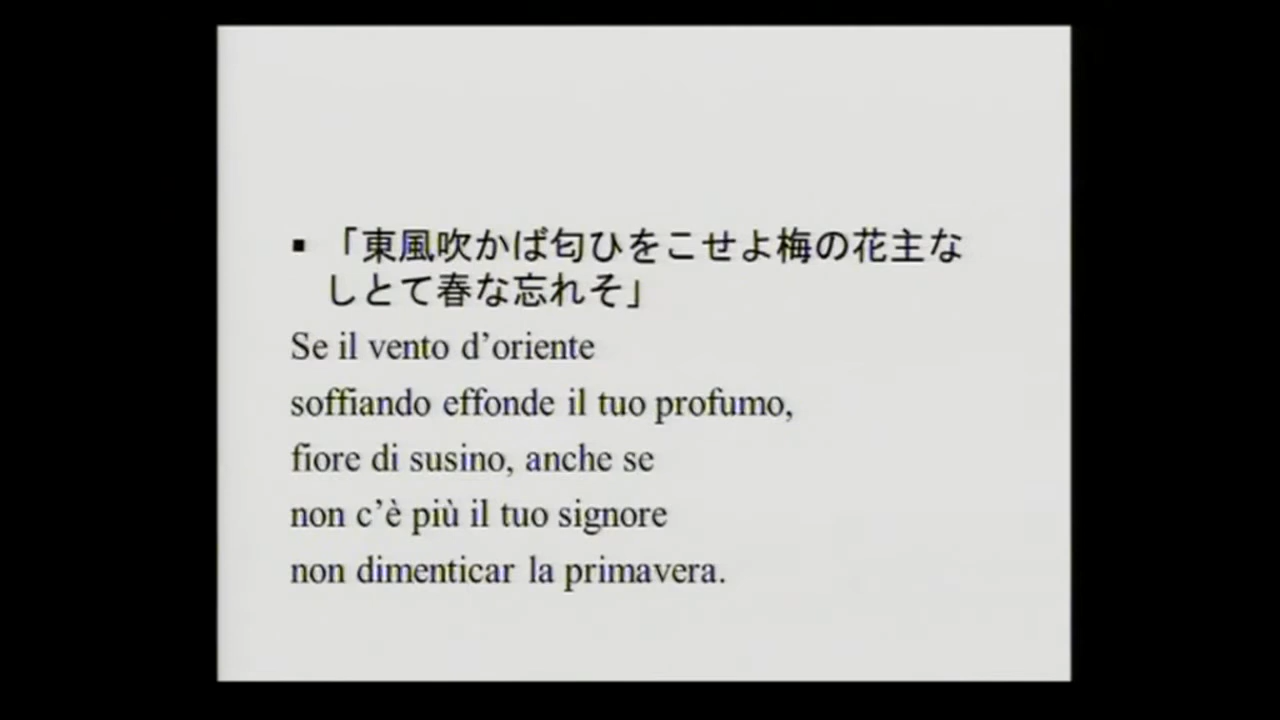 ▪ 「東風吹かば匂ひをこせよ梅の花主な
しとて春な忘れそ」
Se il vento d’oriente
soffiando effonde il tuo profumo,
fiore di susino, anche se
non c’è più il tuo signore
non dimenticar la primavera.